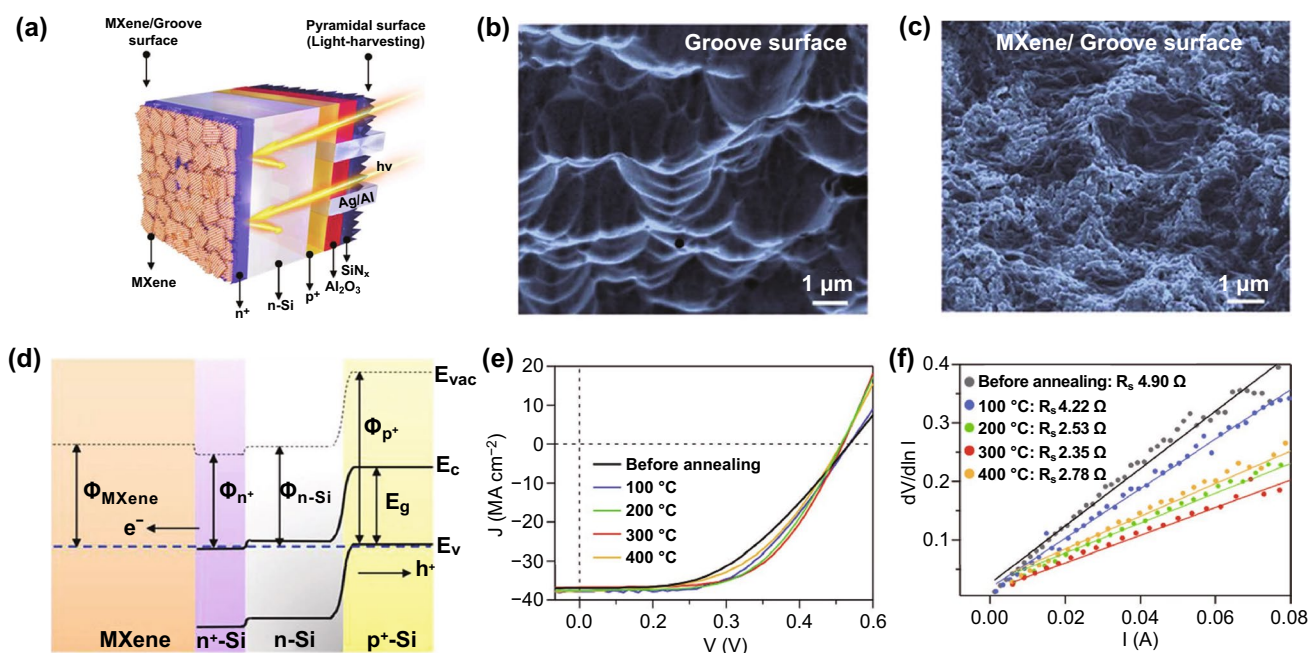 (a)
MXene/Groove
surface
Pyramidal surface
(Light-harvesting)
hv
Ag/Al
SiNx
Al2O3
p+
n-Si
n+
MXene
(b)
Groove surface
1 µm
(c)
MXene/ Groove surface
1 µm
(d)
Evac
Φp+
Ec
ΦMXene
Φn+
Φn-Si
Eg
e−
Ev
h+
MXene
n+-Si
n-Si
p+-Si
(e)
20
10
0
−10
−20
−30
−40
J (MA cm−2)
Before annealing
100 °C
200 °C
300 °C
400 °C
0.0
0.2
0.3
0.4
0.6
V (V)
(f)
0.4
0.3
0.2
0.1
dV/dln I
Before annealing: Rs 4.90 Ω
100 °C: Rs 4.22 Ω
200 °C: Rs 2.53 Ω
300 °C: Rs 2.35 Ω
400 °C: Rs 2.78 Ω
0.00
0.02
0.04
0.06
0.08
I (A)